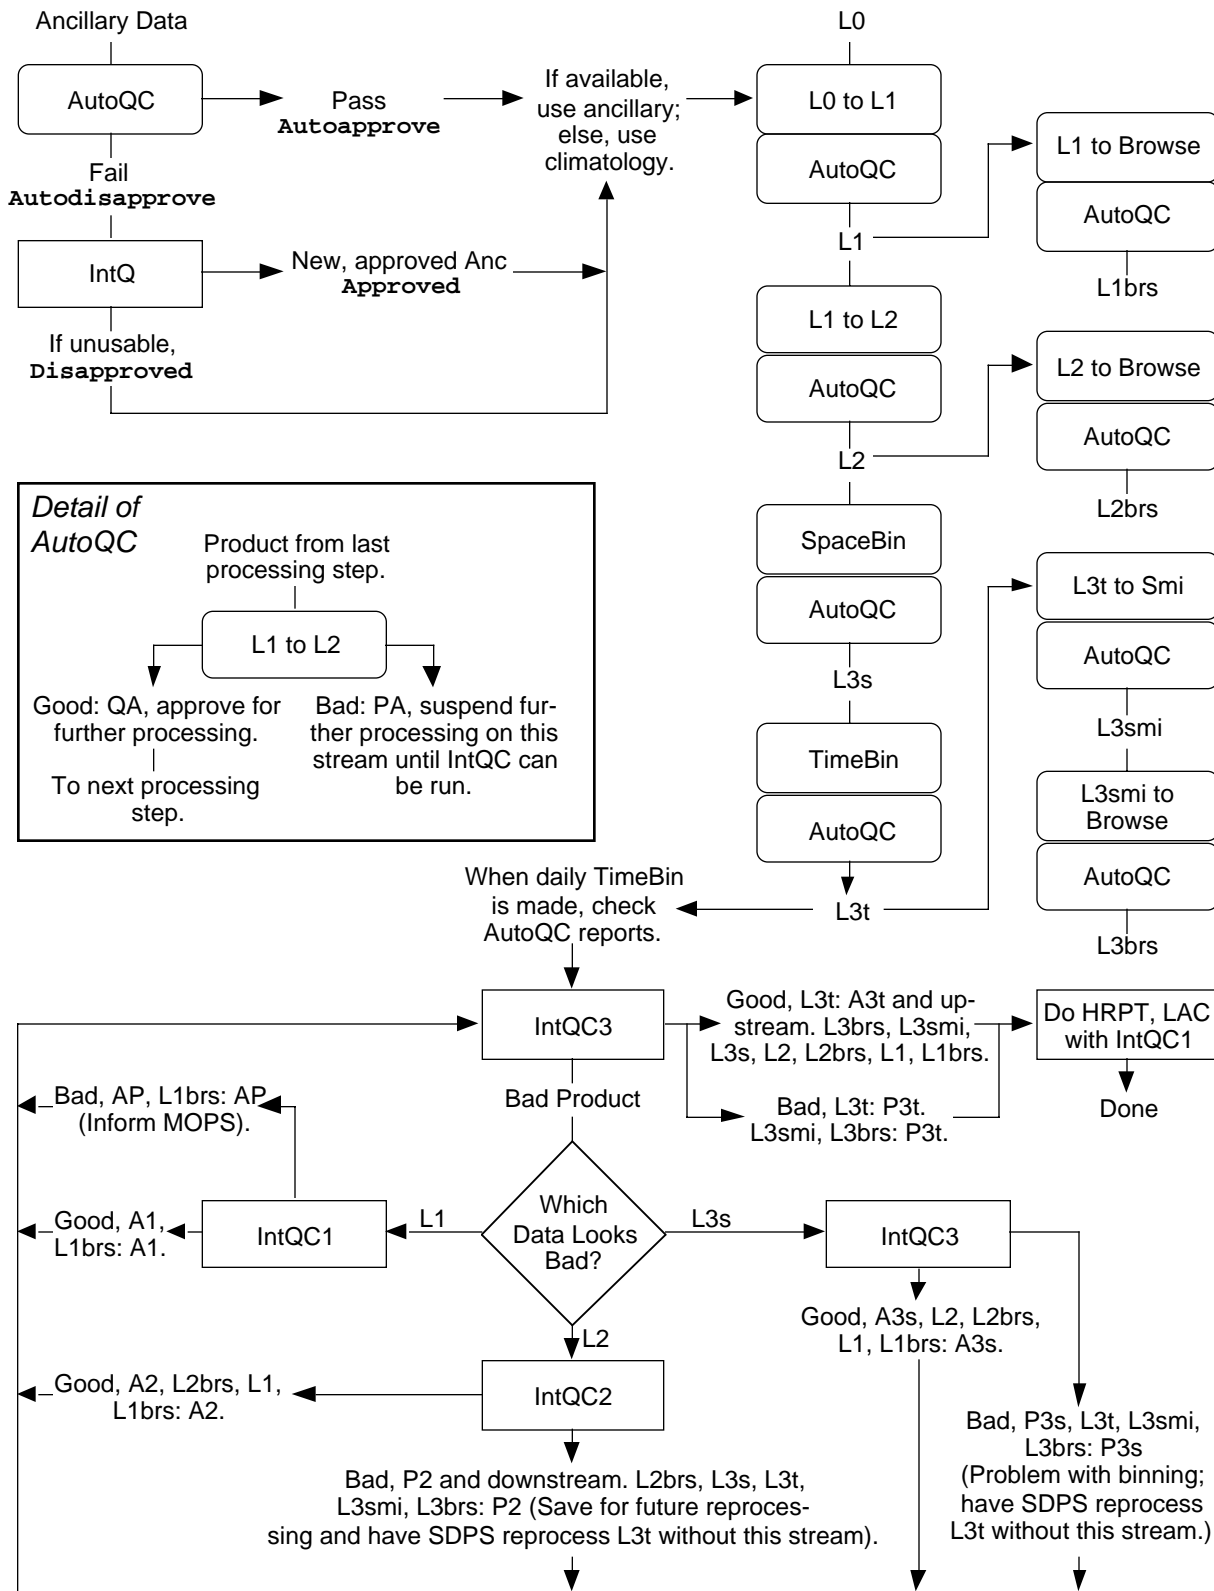 Ancillary Data
AutoQC
Pass
Autoapprove
If available,
use ancillary;
else, use
climatology.
Fail
Autodisapprove
IntQ
New, approved Anc
Approved
If unusable,
Disapproved
L0
L0 to L1
AutoQC
L1
L1 to Browse
AutoQC
L1brs
L1 to L2
AutoQC
L2
L2 to Browse
AutoQC
L2brs
SpaceBin
AutoQC
L3s
TimeBin
AutoQC
L3t
L3t to Smi
AutoQC
L3smi
L3smi to
Browse
AutoQC
L3brs
Detail of
AutoQC
Product from last
processing step.
L1 to L2
Good: QA, approve for
further processing.
To next processing
step.
Bad: PA, suspend fur-
ther processing on this
stream until IntQC can
be run.
When daily TimeBin
is made, check
AutoQC reports.
IntQC3
Good, L3t: A3t and up-
stream. L3brs, L3smi,
L3s, L2, L2brs, L1, L1brs.
Bad, L3t: P3t.
L3smi, L3brs: P3t.
Do HRPT, LAC
with IntQC1
Done
Bad Product
Which
Data Looks
Bad?
L1
IntQC1
Bad, AP, L1brs: AP
(Inform MOPS).
Good, A1,
L1brs: A1.
L3s
IntQC3
Good, A3s, L2, L2brs,
L1, L1brs: A3s.
Bad, P3s, L3t, L3smi,
L3brs: P3s
(Problem with binning;
have SDPS reprocess
L3t without this stream.)
L2
IntQC2
Good, A2, L2brs, L1,
L1brs: A2.
Bad, P2 and downstream. L2brs, L3s, L3t,
L3smi, L3brs: P2 (Save for future reproces-
sing and have SDPS reprocess L3t without this stream).